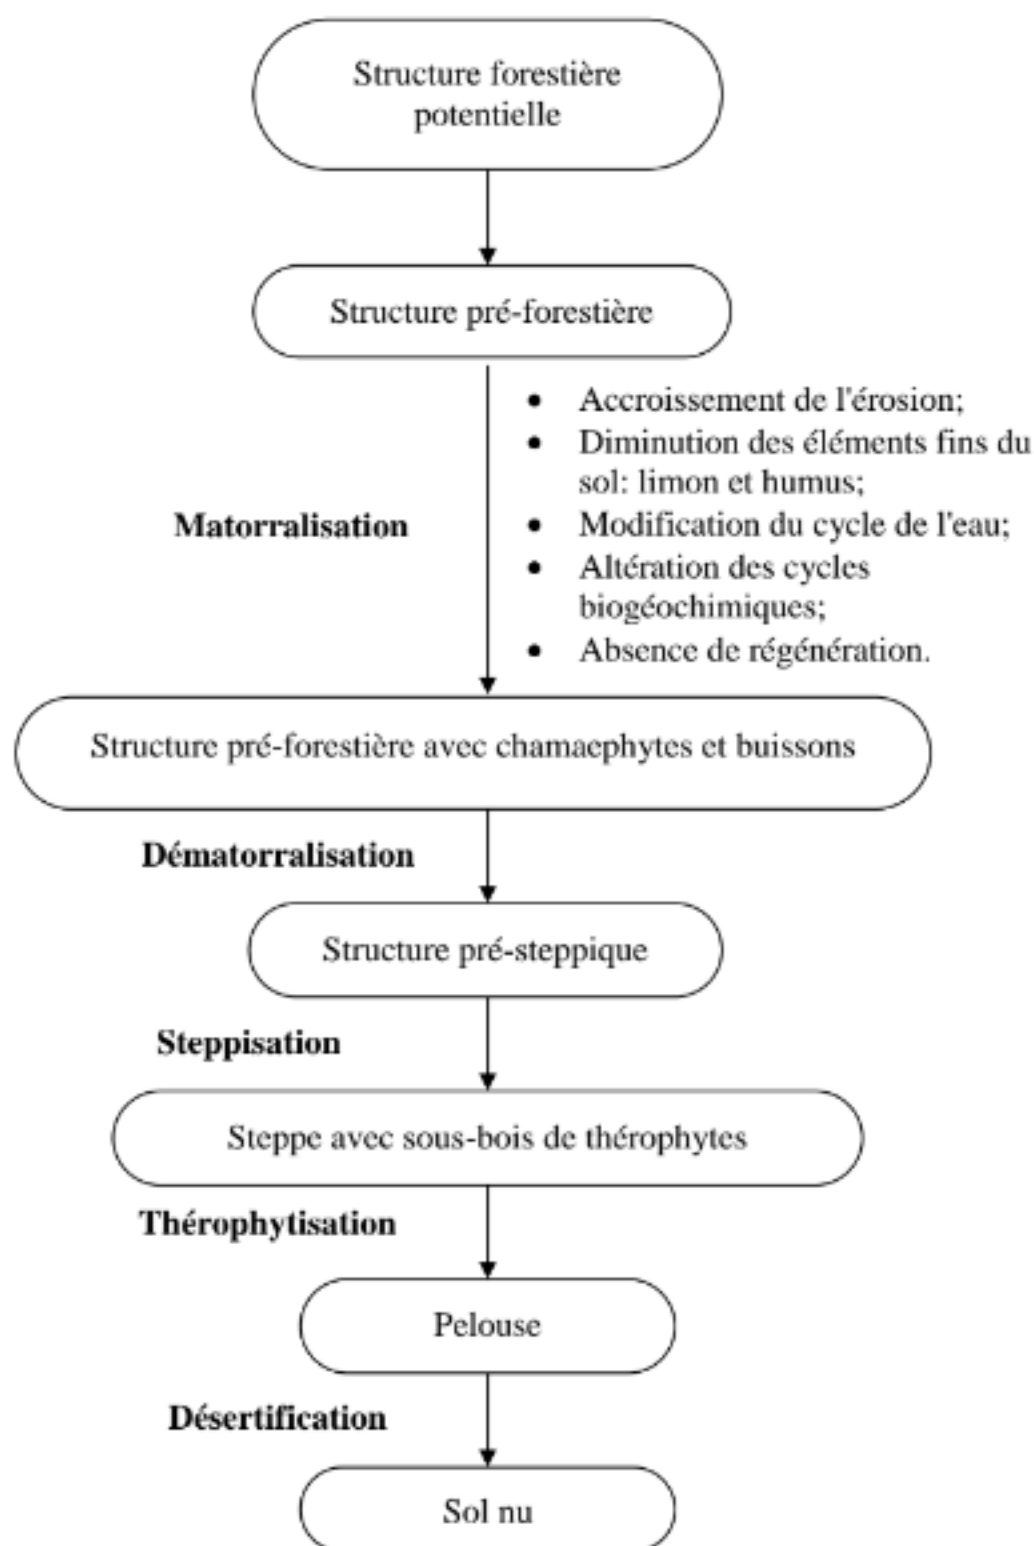 Structure forestière
potentielle
Structure pré-forestière
• Accroissement de l'érosion;
• Diminution des éléments fins du
sol: limon et humus;
Matorralisation
• Modification du cycle de l'eau;
• Altération des cycles
biogéochimiques;
• Absence de régénération.
Structure pré-forestière avec chamaephytes et buissons
Dématorralisation
Structure pré-steppique
Steppisation
Steppe avec sous-bois de thérophytes
Thérophytisation
Pelouse
Désertification
Sol nu